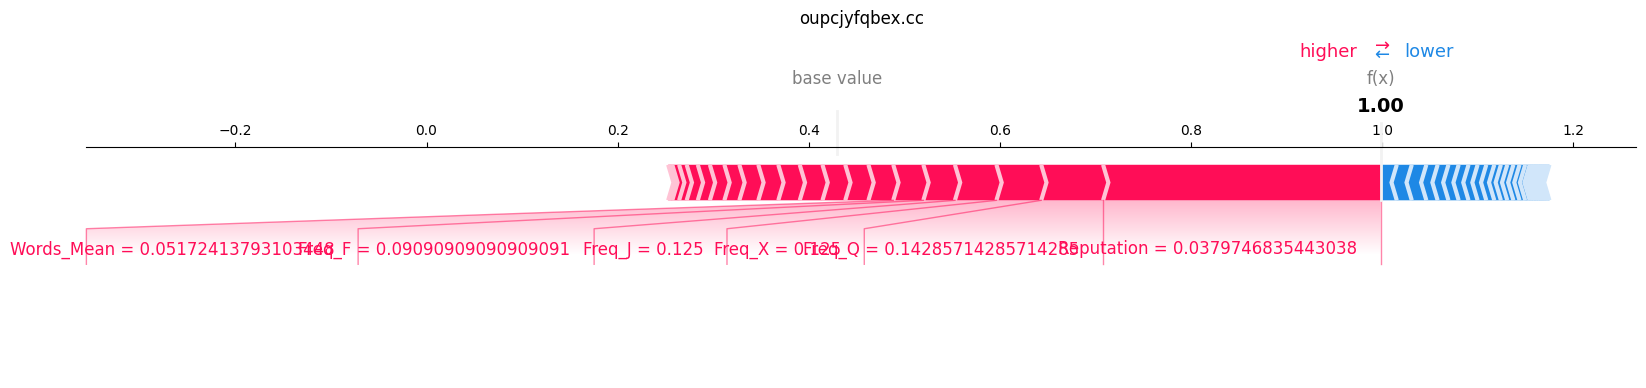 oupcjyfqbex.cc
higher ⇄ lower
base value f(x)
1.00
−0.2 0.0 0.2 0.4 0.6 0.8 1.0 1.2
Words_Mean = 0.05172413793103448 Freq_F = 0.09090909090909091 Freq_J = 0.125 Freq_X = 0.125 Freq_Q = 0.14285714285714285 Reputation = 0.0379746835443038